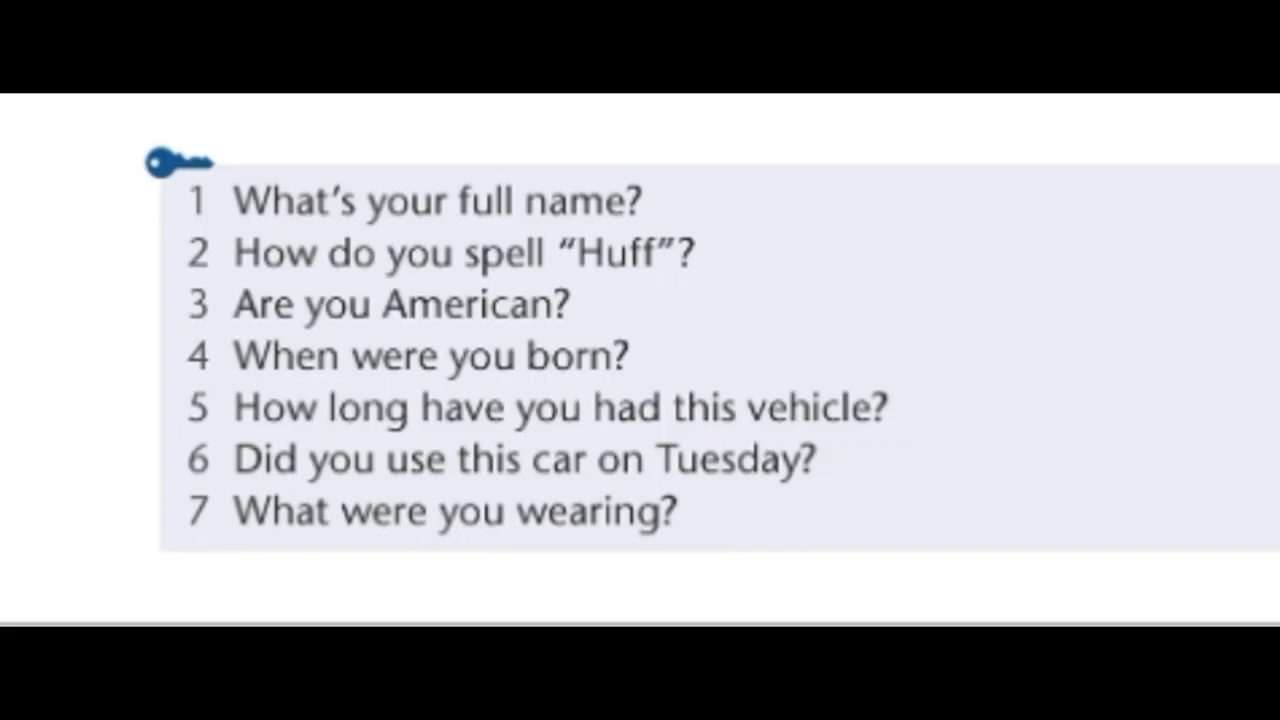 1 What's your full name?
2 How do you spell “Huff”?
3 Are you American?
4 When were you born?
5 How long have you had this vehicle?
6 Did you use this car on Tuesday?
7 What were you wearing?